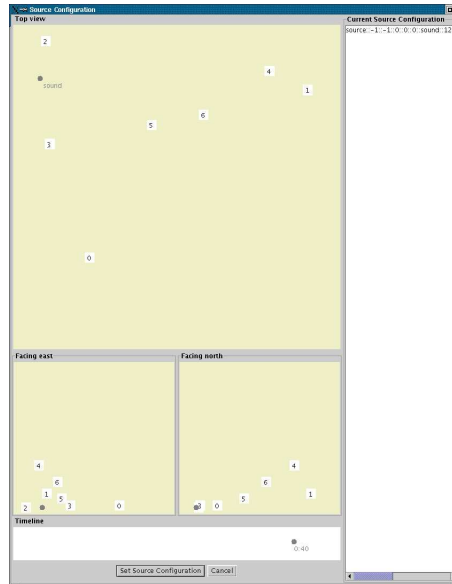 Source Configuration
Top view
2
4
sound
1
6
5
3
0
Current Source Configuration
source::-1::-1::0::0::0::sound::12
Facing east
4
6
1
5
3
0
2
Facing north
4
6
1
5
3
0
Timeline
0:40
Set Source Configuration
Cancel